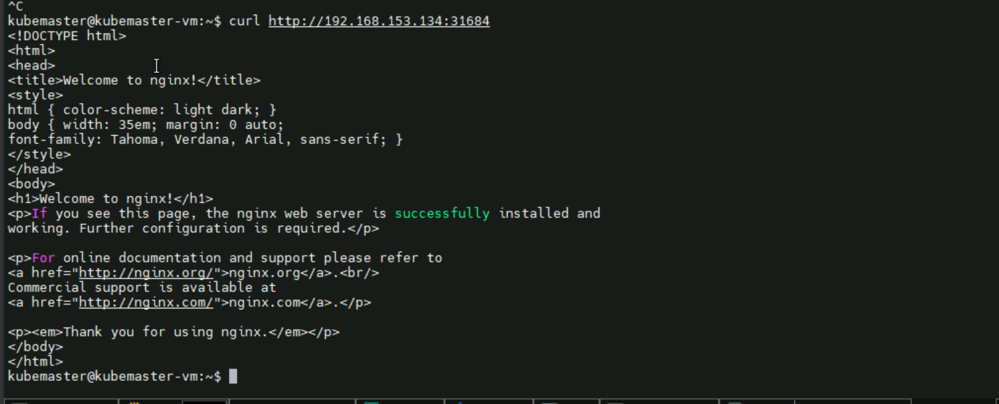 ^C
kubemaster@kubemaster-vm:~$ curl http://192.168.153.134:31684
<!DOCTYPE html>
<html>
<head>
<title>Welcome to nginx!</title>
<style>
html { color-scheme: light dark; }
body { width: 35em; margin: 0 auto;
font-family: Tahoma, Verdana, Arial, sans-serif; }
</style>
</head>
<body>
<h1>Welcome to nginx!</h1>
<p>If you see this page, the nginx web server is successfully installed and
working. Further configuration is required.</p>

<p>For online documentation and support please refer to
<a href="http://nginx.org/">nginx.org</a>.<br/>
Commercial support is available at
<a href="http://nginx.com/">nginx.com</a>.</p>

<p><em>Thank you for using nginx.</em></p>
</body>
</html>
kubemaster@kubemaster-vm:~$